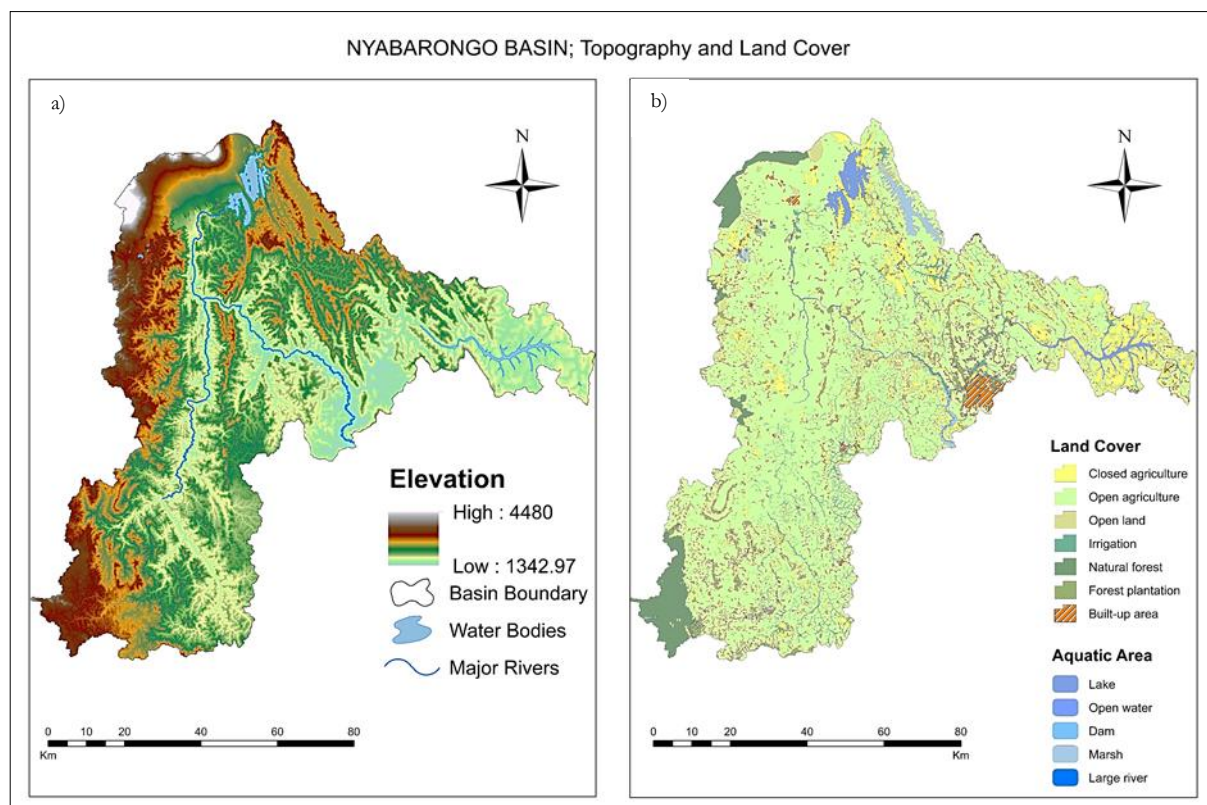 NYABARONGO BASIN; Topography and Land Cover
a)
N
Elevation
High : 4480
Low : 1342.97
Basin Boundary
Water Bodies
Major Rivers
0 10 20 40 60 80
Km
b)
N
Land Cover
Closed agriculture
Open agriculture
Open land
Irrigation
Natural forest
Forest plantation
Built-up area
Aquatic Area
Lake
Open water
Dam
Marsh
Large river
0 10 20 40 60 80
Km